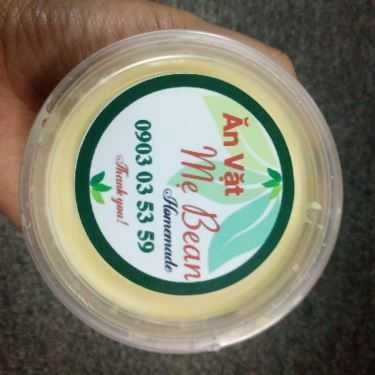 Ăn Vặt
Mẹ Bean
Homemade
0903 03 53 59
Thank you!